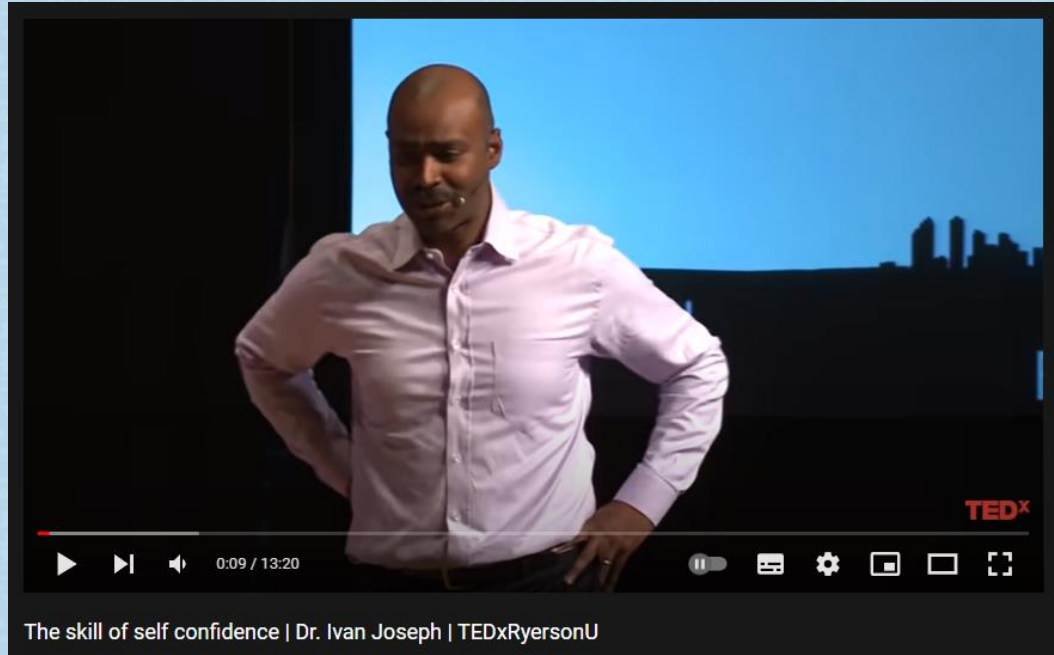 TEDx
0:09 / 13:20
The skill of self confidence | Dr. Ivan Joseph | TEDxRyersonU